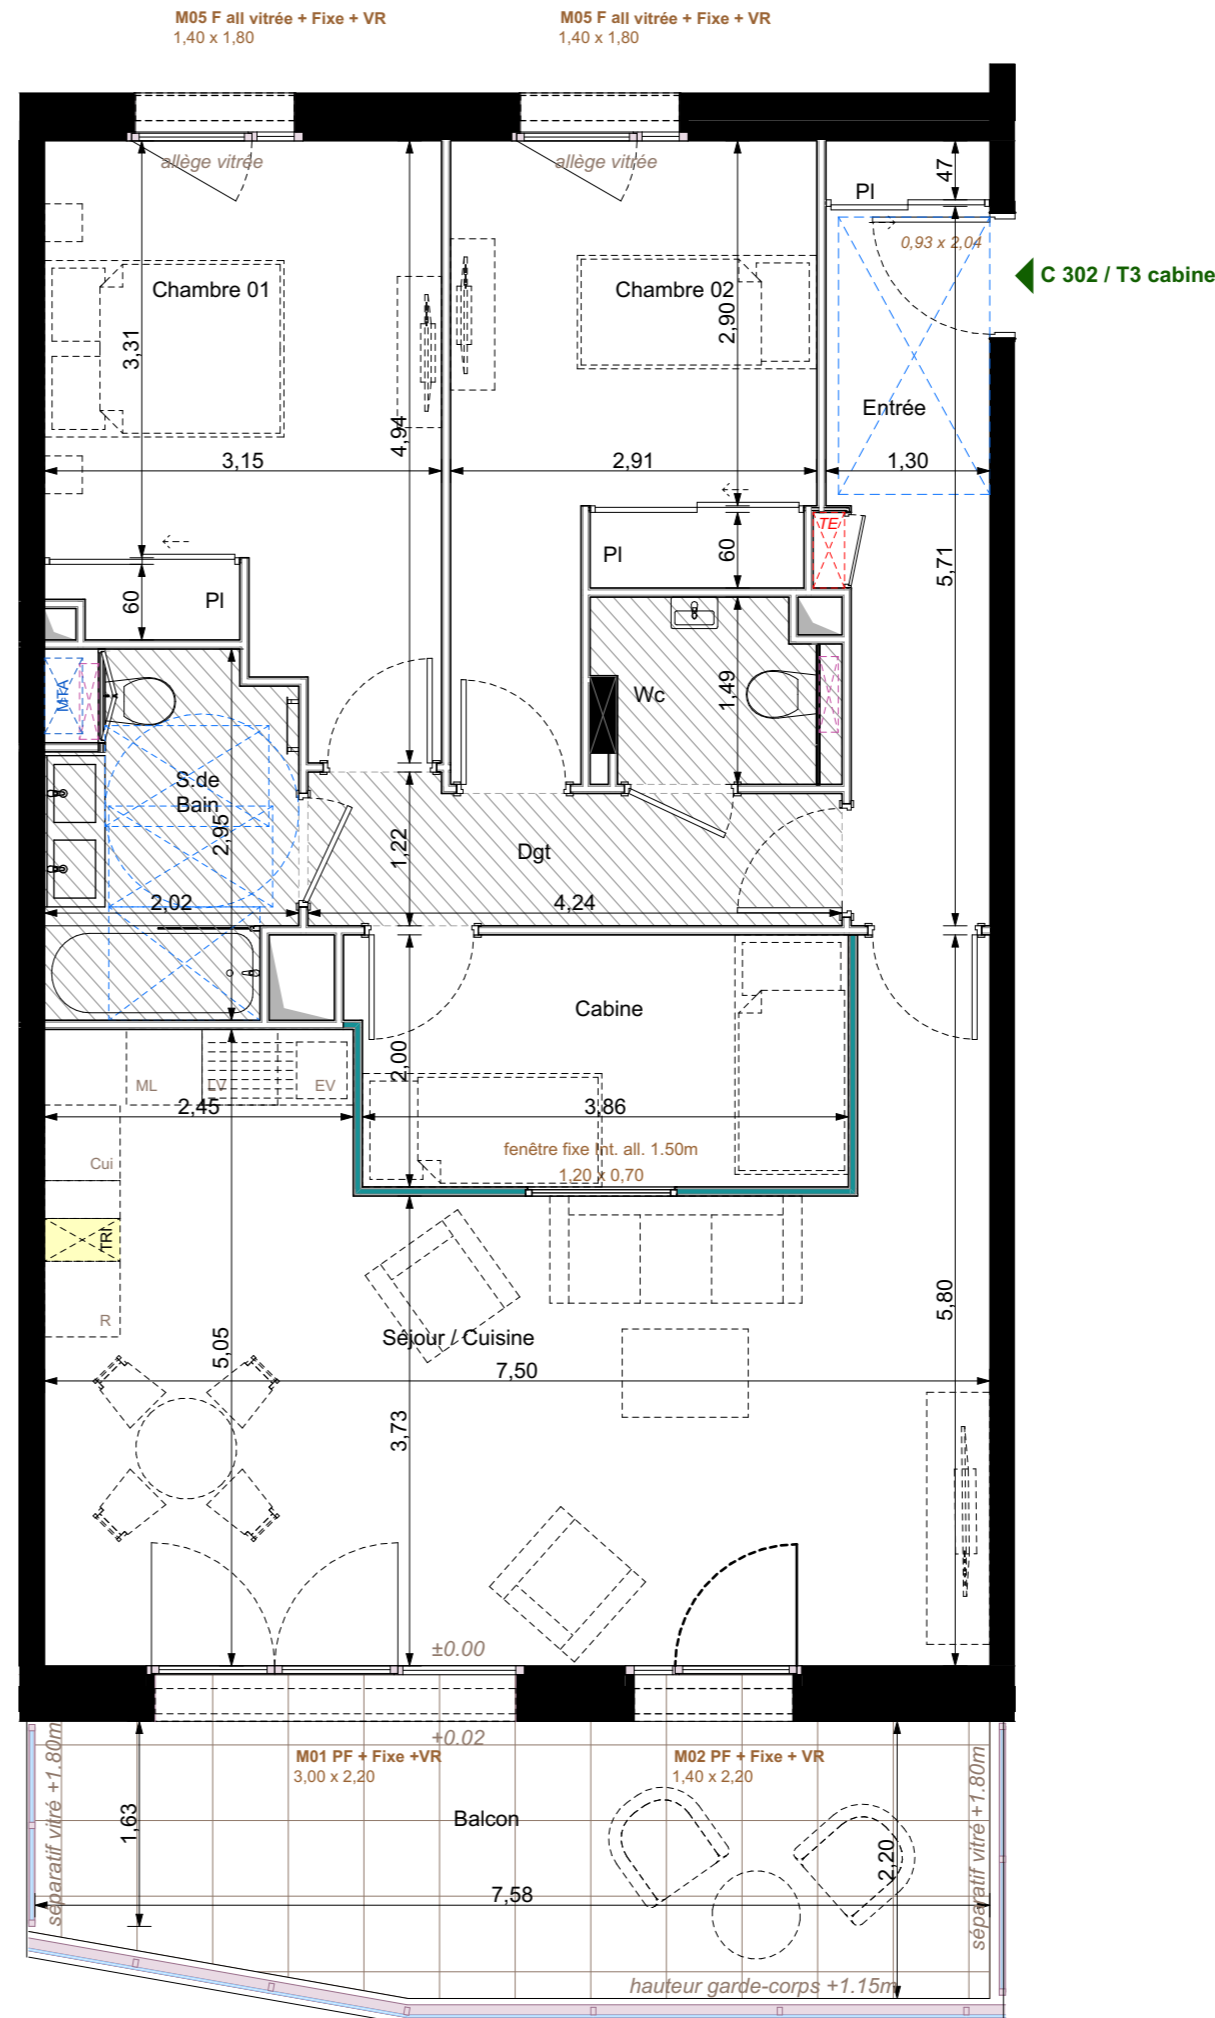 M05 F all vitrée + Fixe + VR
1,40 x 1,80
M05 F all vitrée + Fixe + VR
1,40 x 1,80
allège vitrée
allège vitrée
47
Pl
0,93 x 2,04
C 302 / T3 cabine
Chambre 01
Chambre 02
3,31
2,90
4,94
Entrée
3,15
2,91
1,30
TE
Pl
60
5,71
Pl
60
MTA
Wc
1,49
S.de
Bain
2,95
1,22
Dgt
2,02
4,24
Cabine
2,00
ML
LV
EV
2,45
3,86
fenêtre fixe Int. all. 1.50m
1,20 x 0,70
Cui
TRI
R
5,80
Séjour / Cuisine
5,05
7,50
3,73
±0.00
+0.02
M01 PF + Fixe +VR
3,00 x 2,20
M02 PF + Fixe + VR
1,40 x 2,20
séparatif vitré +1.80m
séparatif vitré +1.80m
1,63
Balcon
2,20
7,58
hauteur garde-corps +1.15m